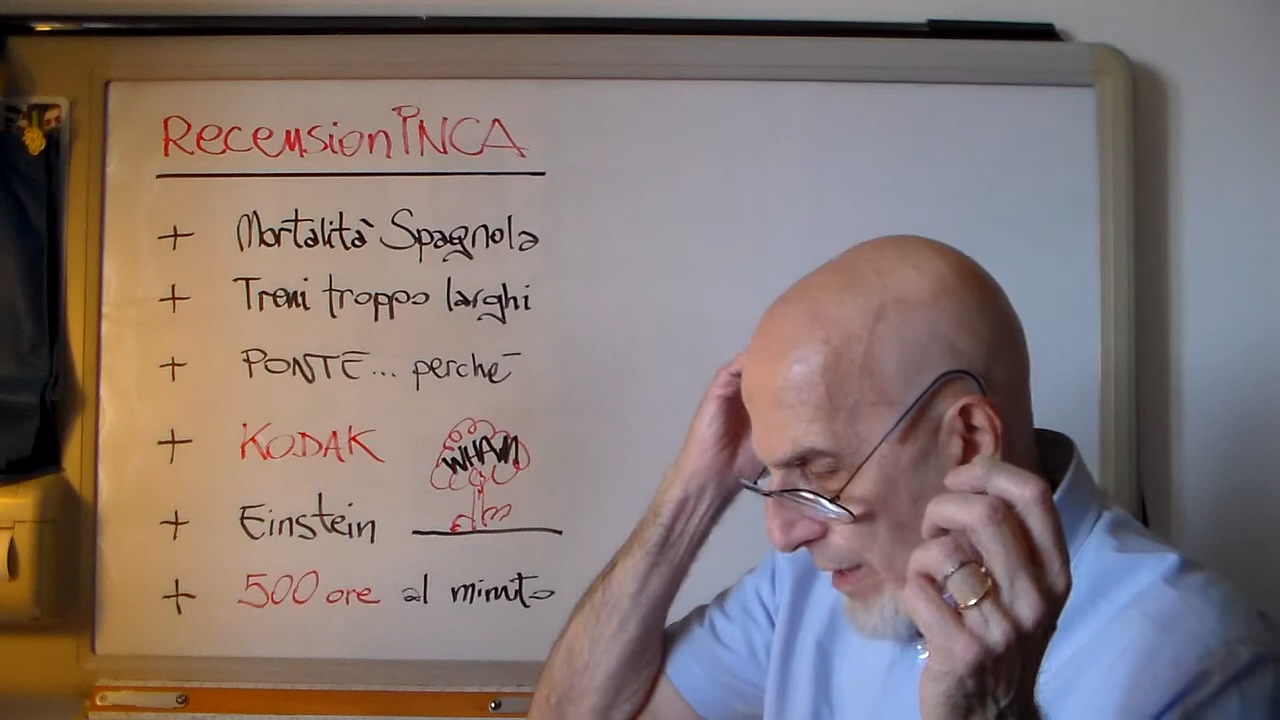 RecensionINCA
+ Mortalità Spagnola
+ Treni troppo larghi
+ PONTE... perché
+ KODAK
WHAM
+ Einstein
+ 500 ore al minuto